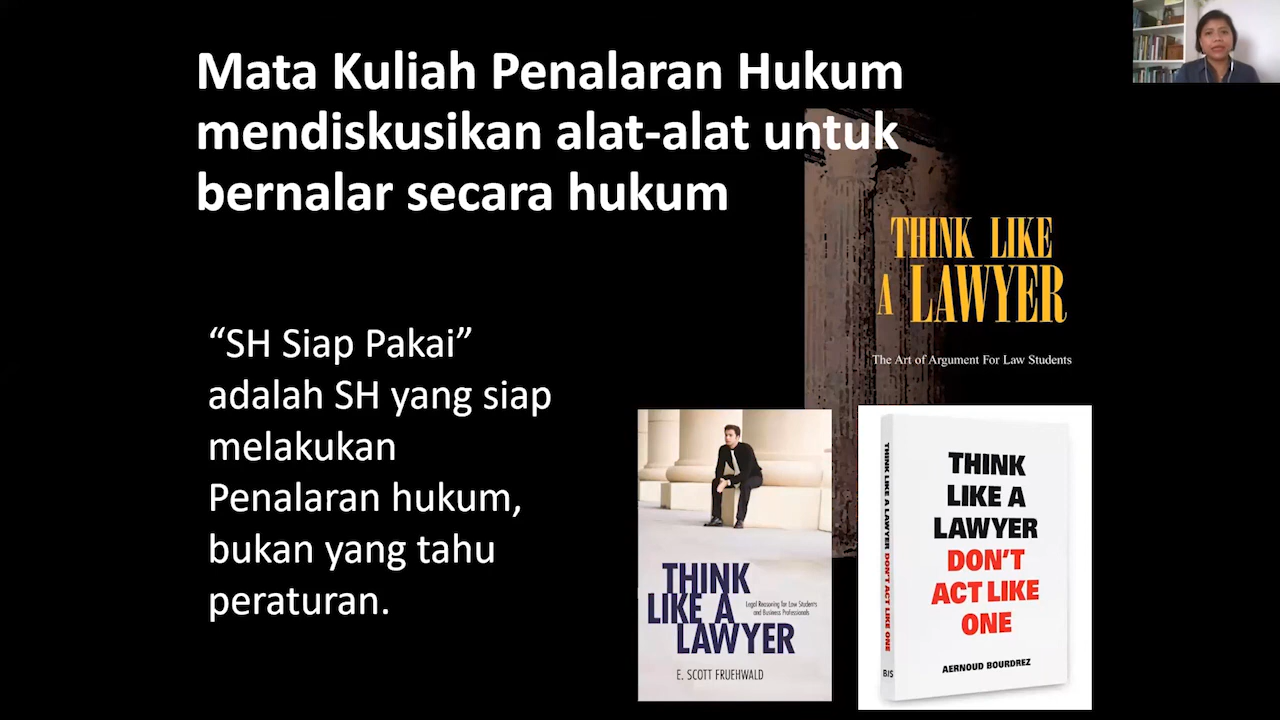 Mata Kuliah Penalaran Hukum
mendiskusikan alat-alat untuk
bernalar secara hukum
“SH Siap Pakai”
adalah SH yang siap
melakukan
Penalaran hukum,
bukan yang tahu
peraturan.
THINK LIKE
A LAWYER
The Art of Argument For Law Students
THINK
LIKE A
LAWYER
Legal Reasoning for Law Students
and Business Professionals
E. SCOTT FRUEHWALD
THINK LIKE A LAWYER DON'T ACT LIKE ONE
BIS
THINK
LIKE A
LAWYER
DON'T
ACT LIKE
ONE
AERNOUD BOURDREZ